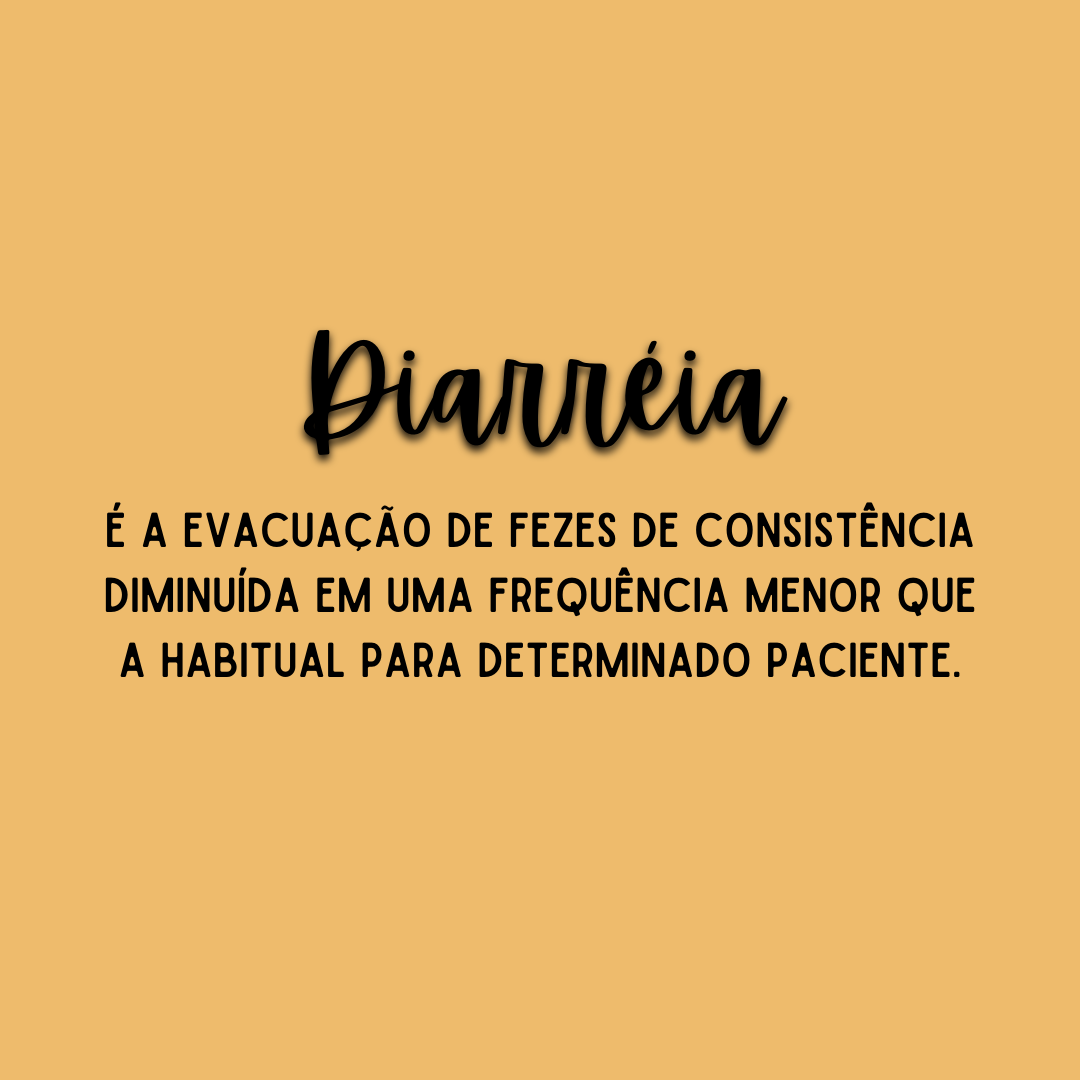 Diarréia
É A EVACUAÇÃO DE FEZES DE CONSISTÊNCIA
DIMINUÍDA EM UMA FREQUÊNCIA MENOR QUE
A HABITUAL PARA DETERMINADO PACIENTE.